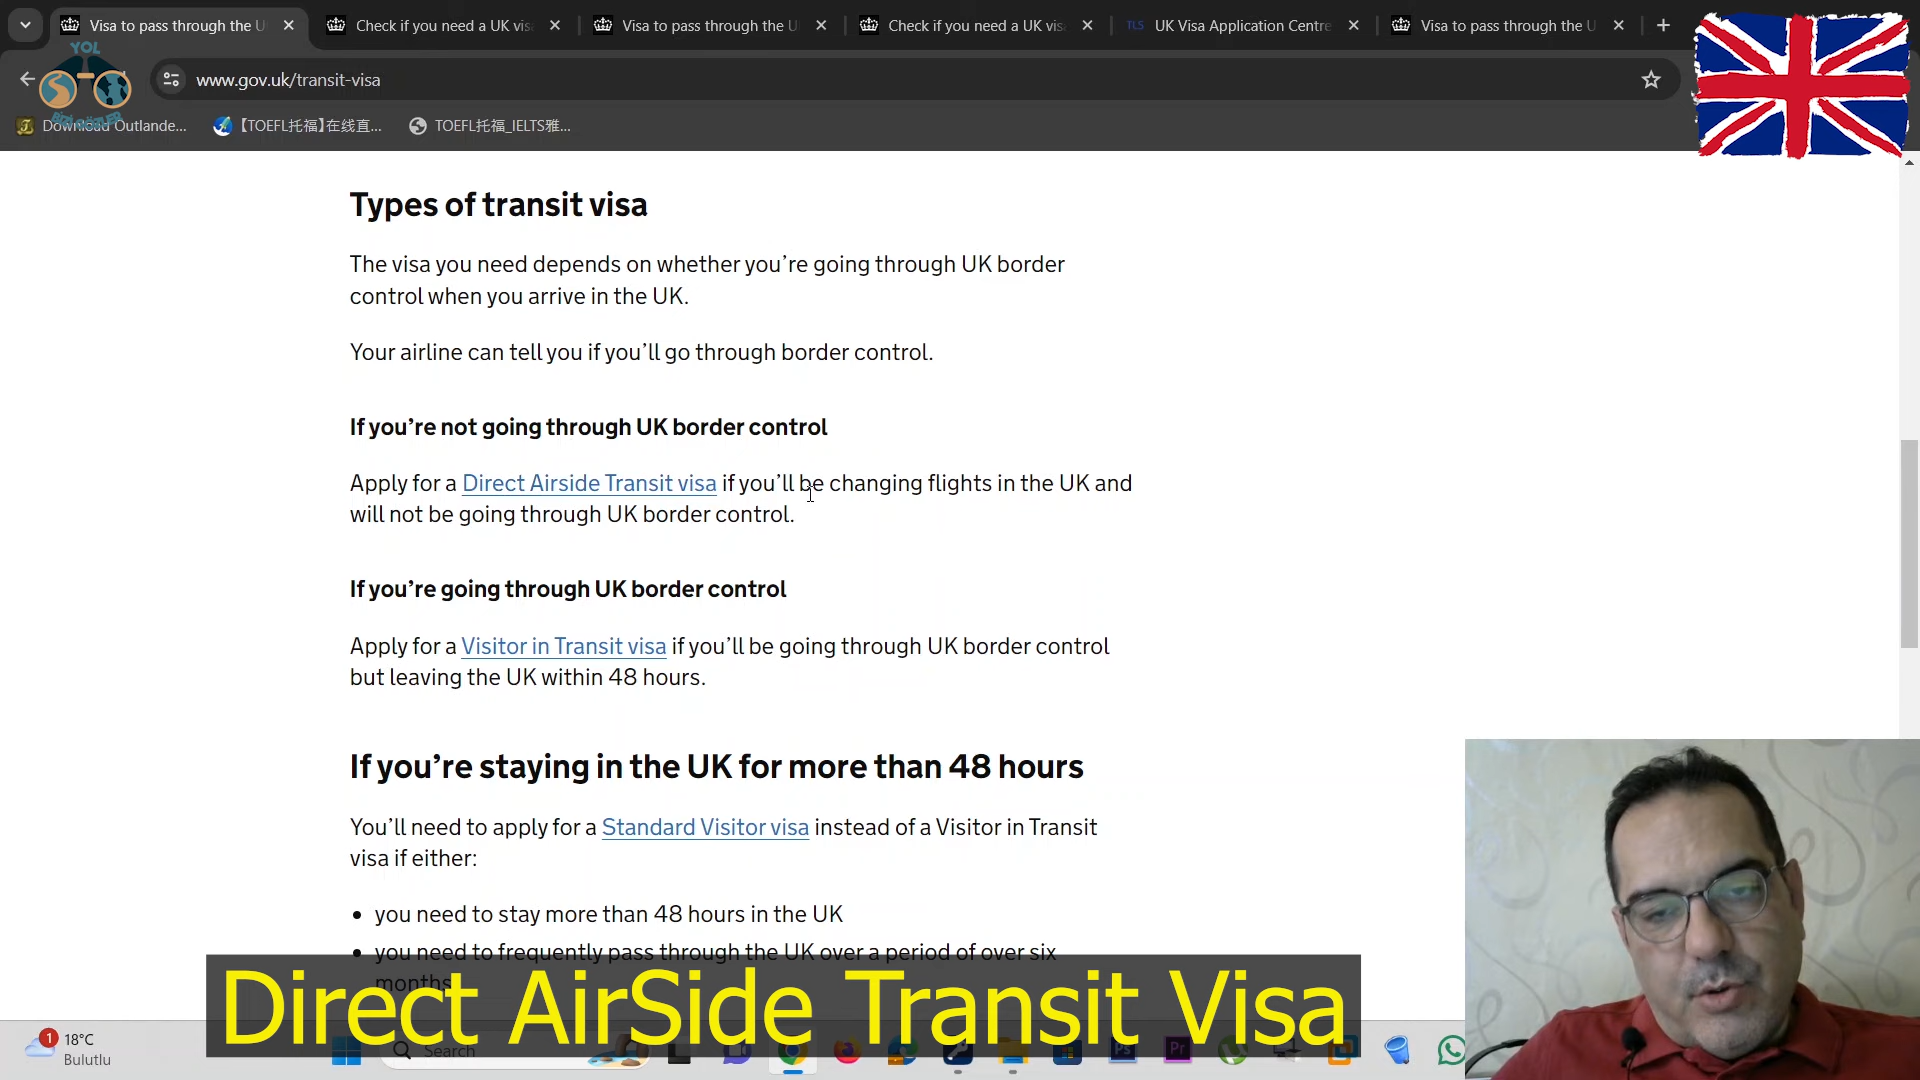 Visa to pass through the U
Check if you need a UK vis
Visa to pass through the U
Check if you need a UK vis
TLS UK Visa Application Centre
Visa to pass through the U
YOL
www.gov.uk/transit-visa
BİZİ GÖZLER
Download Outlande...
【TOEFL托福】在线直...
TOEFL托福_IELTS雅...
Types of transit visa
The visa you need depends on whether you’re going through UK border
control when you arrive in the UK.
Your airline can tell you if you’ll go through border control.
If you’re not going through UK border control
Apply for a Direct Airside Transit visa if you’ll be changing flights in the UK and
will not be going through UK border control.
If you’re going through UK border control
Apply for a Visitor in Transit visa if you’ll be going through UK border control
but leaving the UK within 48 hours.
If you’re staying in the UK for more than 48 hours
You’ll need to apply for a Standard Visitor visa instead of a Visitor in Transit
visa if either:
you need to stay more than 48 hours in the UK
you need to frequently pass through the UK over a period of over six
months
Direct AirSide Transit Visa
1
18°C
Bulutlu
Search
Ps
Pr